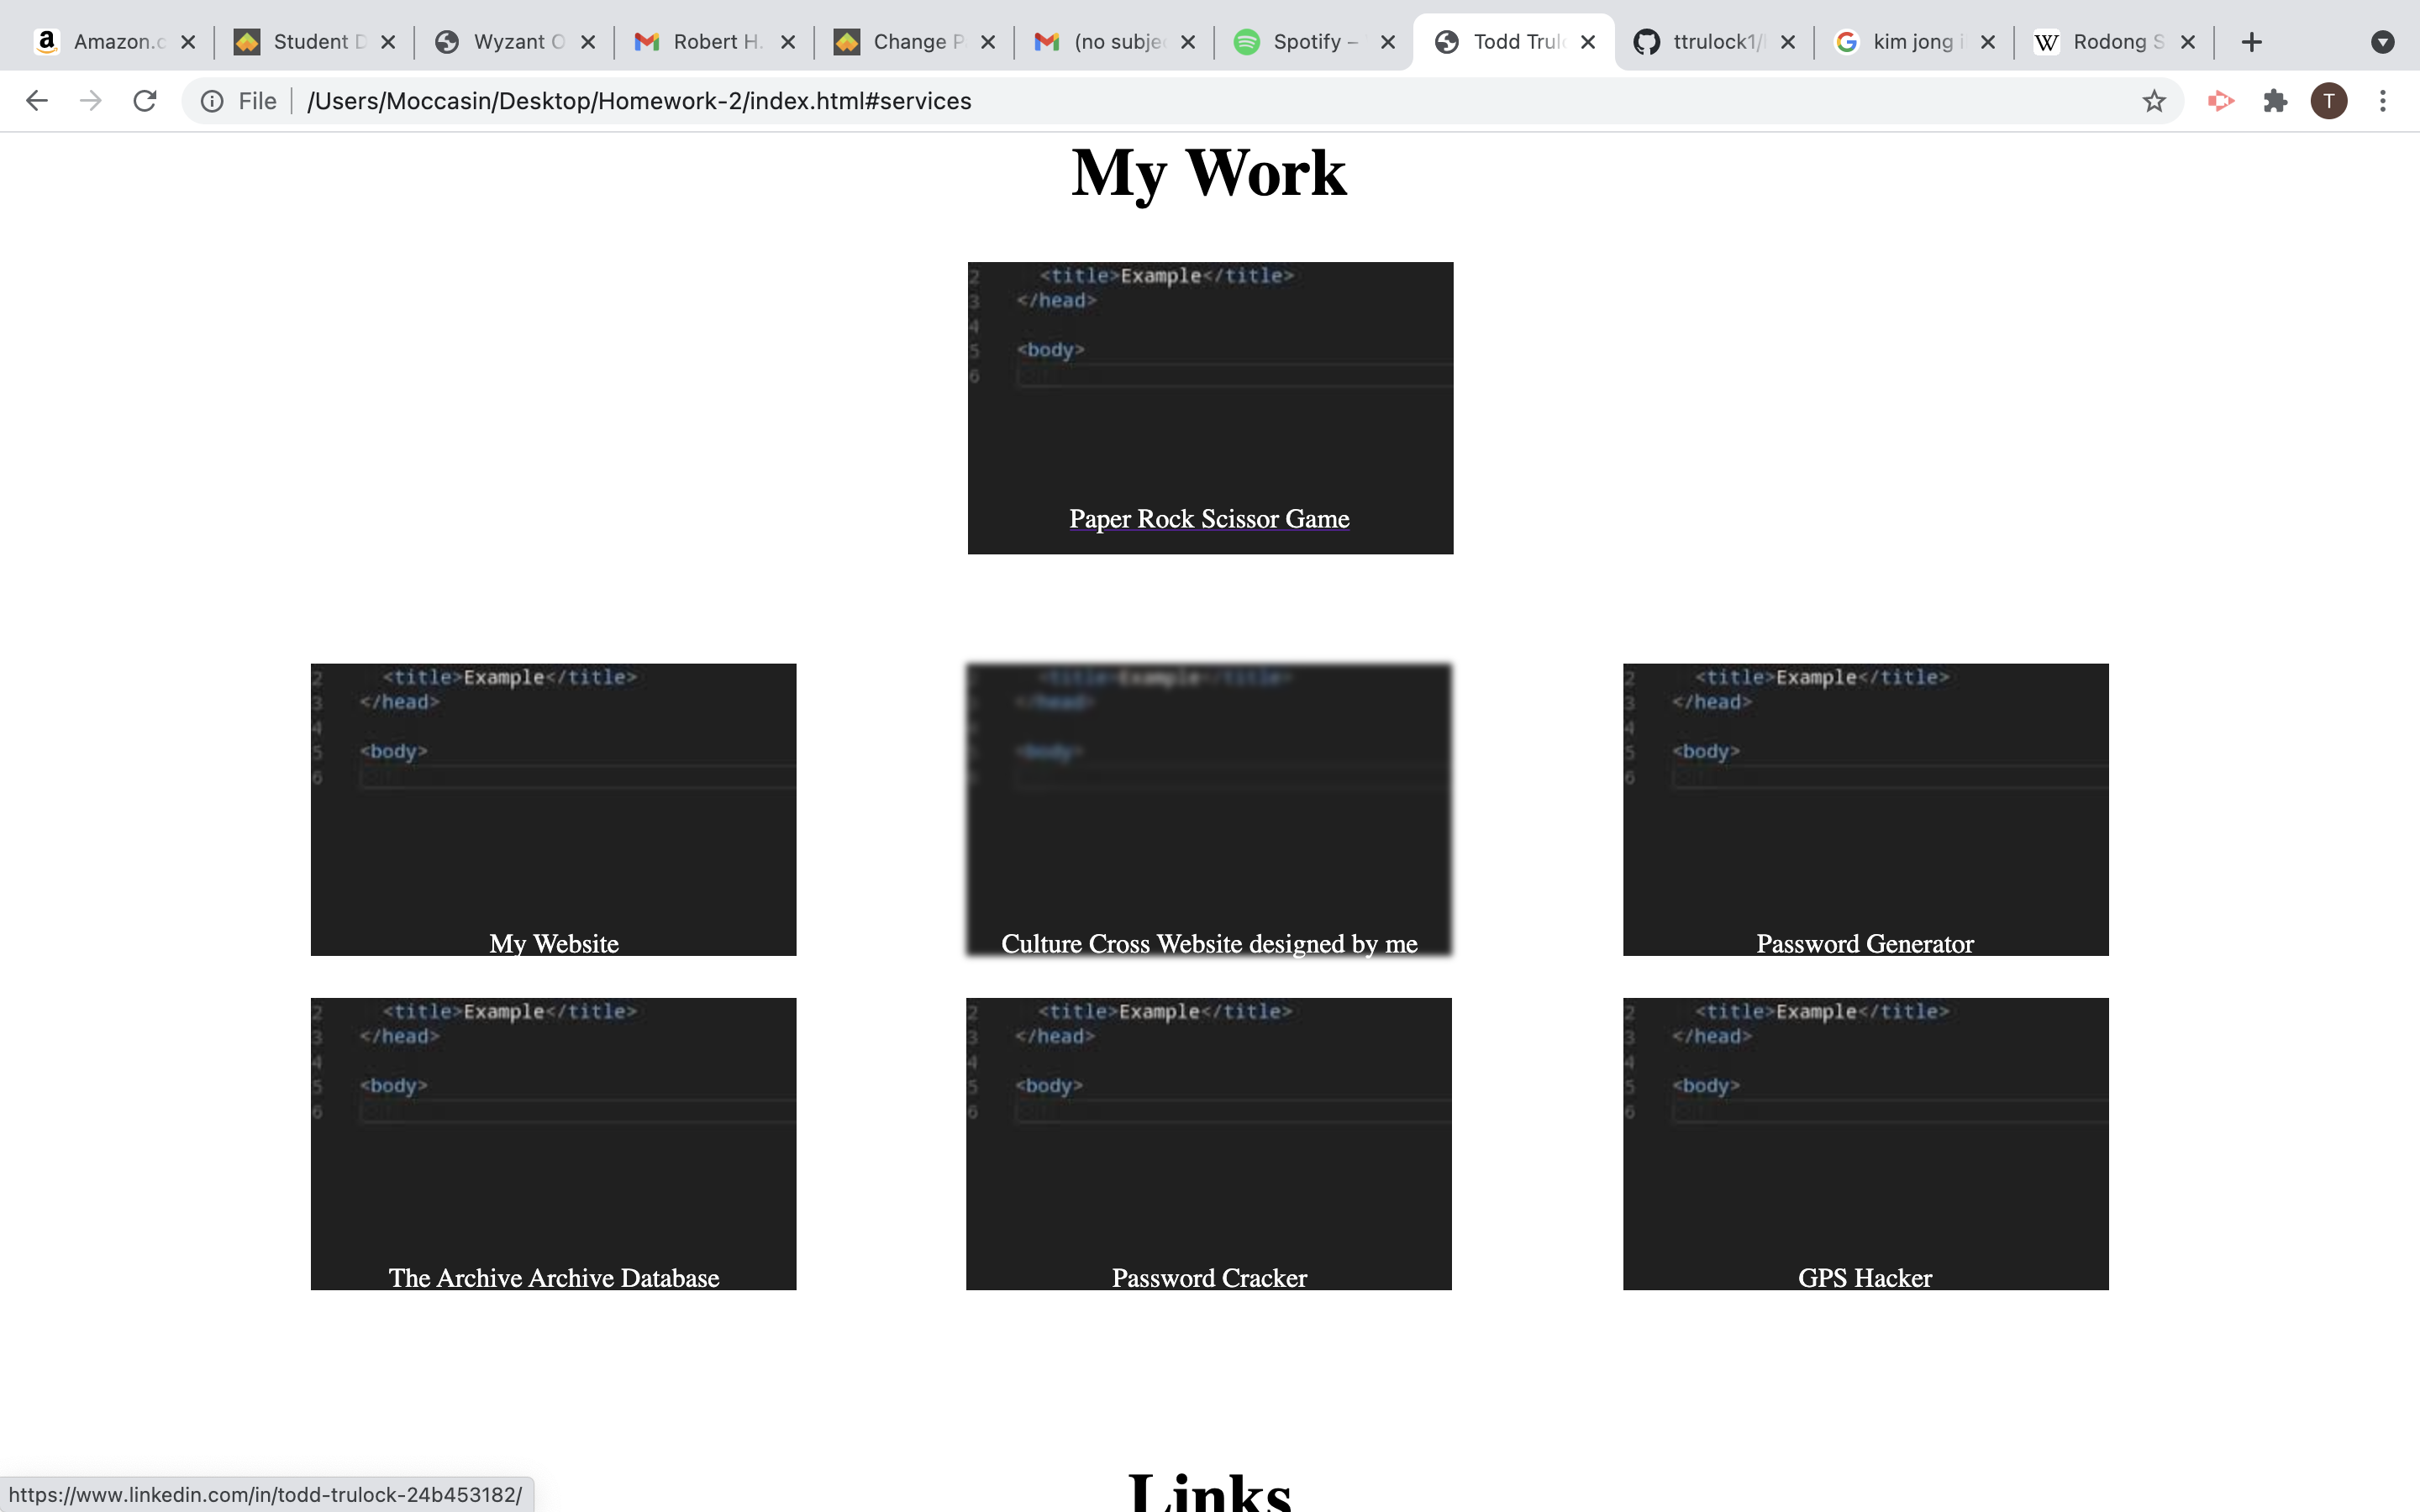 Amazon.c
Student D
Wyzant O
Robert H.
Change P
(no subje
Spotify –
Todd Trul
ttrulock1/
kim jong i
Rodong S
File /Users/Moccasin/Desktop/Homework-2/index.html#services
T
My Work
2 <title>Example</title>
3 </head>
4
5 <body>
6
Paper Rock Scissor Game
2 <title>Example</title>
3 </head>
4
5 <body>
6
My Website
<title>Example</title>
</head>
<body>
Culture Cross Website designed by me
2 <title>Example</title>
3 </head>
4
5 <body>
6
Password Generator
2 <title>Example</title>
3 </head>
4
5 <body>
6
The Archive Archive Database
2 <title>Example</title>
3 </head>
4
5 <body>
6
Password Cracker
2 <title>Example</title>
3 </head>
4
5 <body>
6
GPS Hacker
Links
https://www.linkedin.com/in/todd-trulock-24b453182/